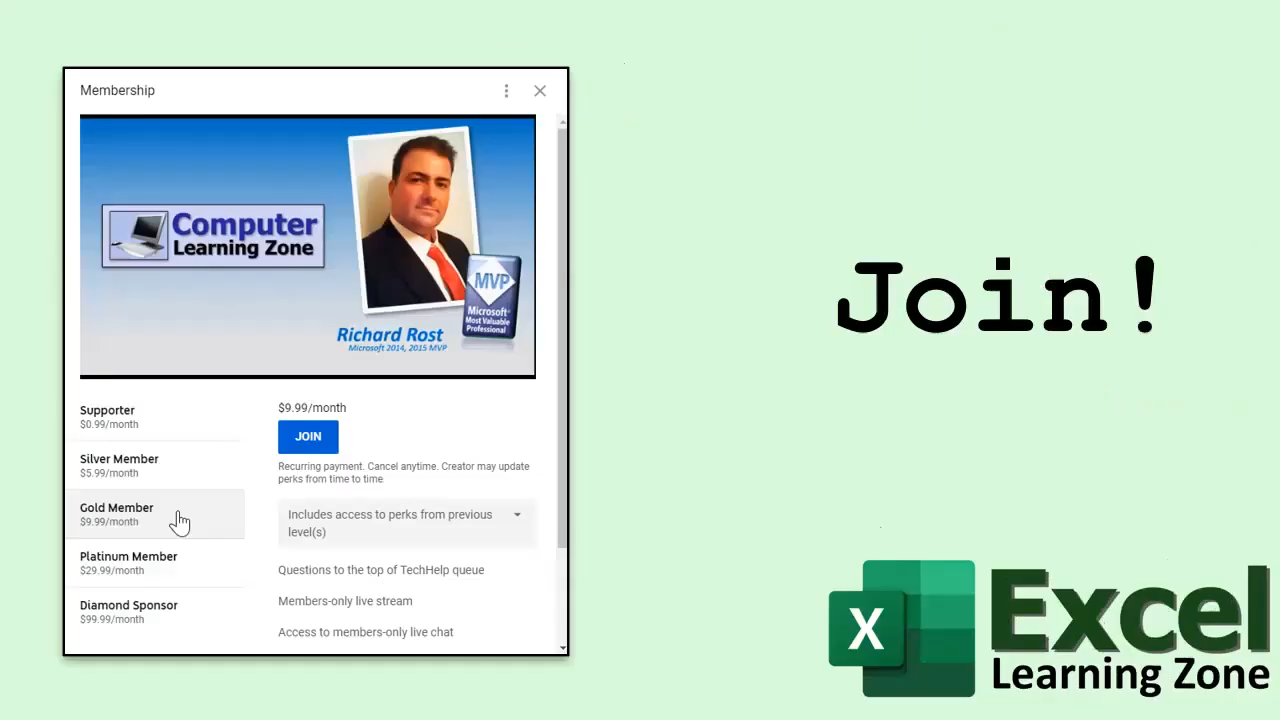 Membership
Computer
Learning Zone
MVP
Microsoft®
Most Valuable
Professional
Richard Rost
Microsoft 2014, 2015 MVP
Supporter
$0.99/month
Silver Member
$5.99/month
Gold Member
$9.99/month
Platinum Member
$29.99/month
Diamond Sponsor
$99.99/month
$9.99/month
JOIN
Recurring payment. Cancel anytime. Creator may update
perks from time to time
Includes access to perks from previous
level(s)
Questions to the top of TechHelp queue
Members-only live stream
Access to members-only live chat
Join!
X
Excel
Learning Zone